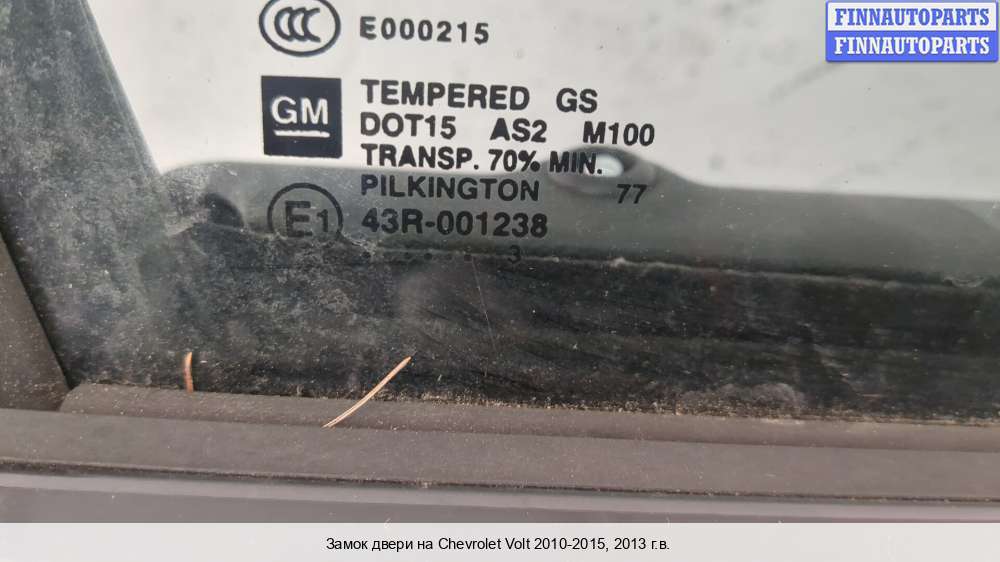 FINNAUTOPARTS
FINNAUTOPARTS
CCC E000215
GM
TEMPERED GS
DOT15 AS2 M100
TRANSP. 70% MIN.
PILKINGTON 77
E1 43R-001238
. . . . . 3
Замок двери на Chevrolet Volt 2010-2015, 2013 г.в.